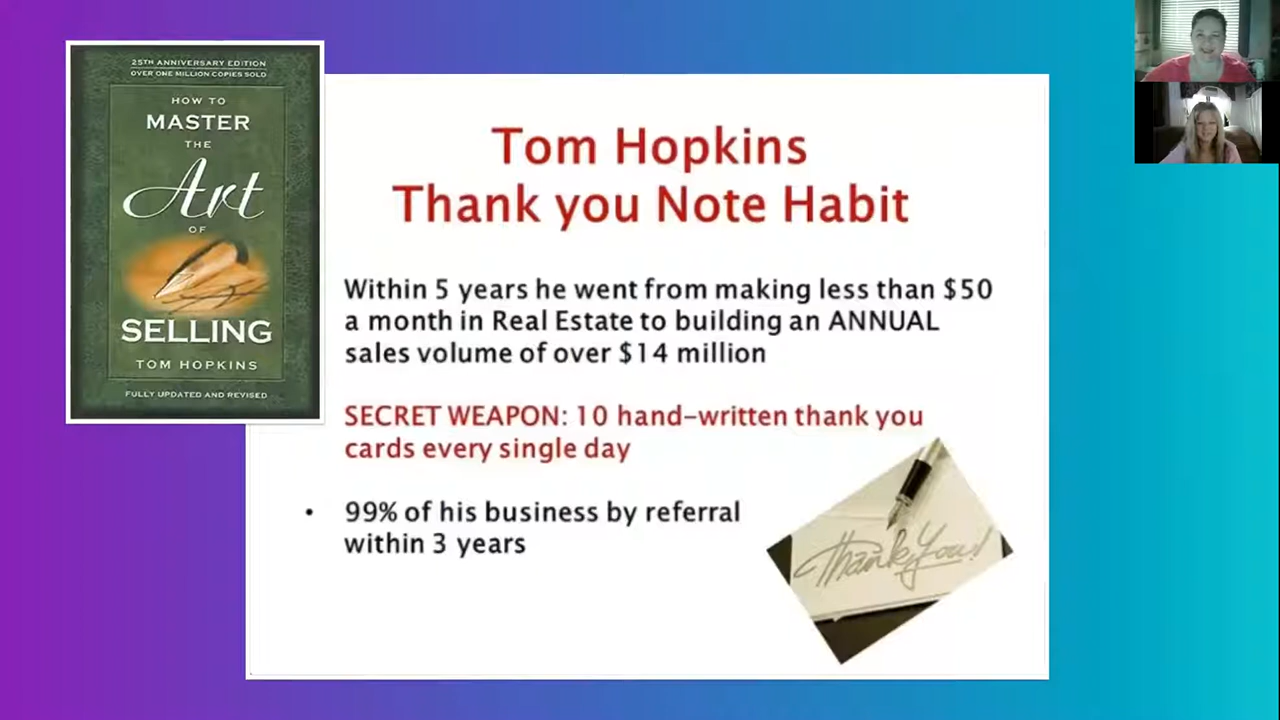 25TH ANNIVERSARY EDITION
OVER ONE MILLION COPIES SOLD
HOW TO
MASTER
THE
Art
OF
SELLING
TOM HOPKINS
FULLY UPDATED AND REVISED
Tom Hopkins
Thank you Note Habit
Within 5 years he went from making less than $50
a month in Real Estate to building an ANNUAL
sales volume of over $14 million
SECRET WEAPON: 10 hand-written thank you
cards every single day
• 99% of his business by referral
within 3 years
Thank You!